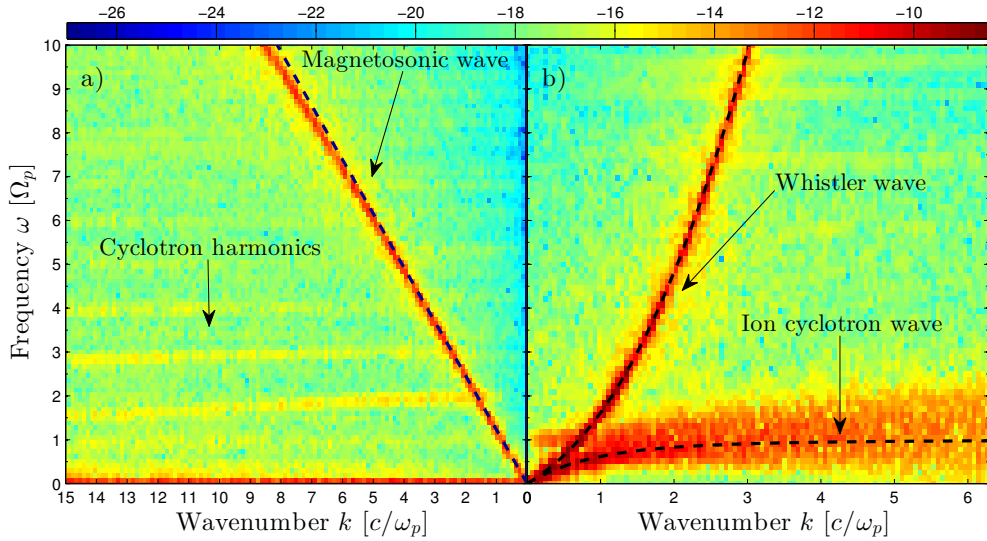 −26 −24 −22 −20 −18 −16 −14 −12 −10
a)
Magnetosonic wave
Cyclotron harmonics
b)
Whistler wave
Ion cyclotron wave
Frequency ω [Ωp]
10
9
8
7
6
5
4
3
2
1
0
15 14 13 12 11 10 9 8 7 6 5 4 3 2 1 0
0 1 2 3 4 5 6
Wavenumber k [c/ωp]
Wavenumber k [c/ωp]